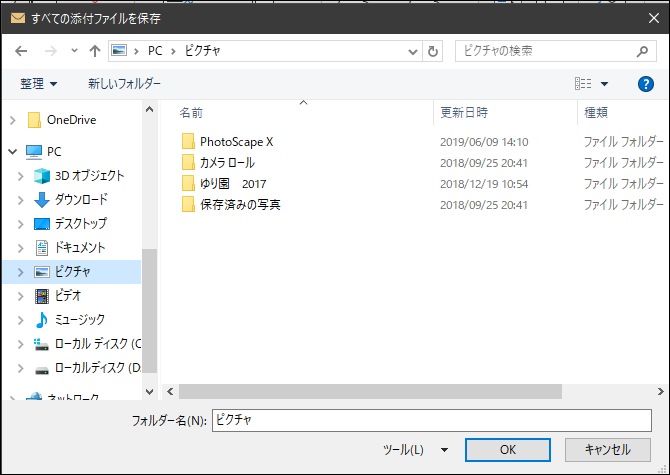 すべての添付ファイルを保存
PC › ピクチャ
ピクチャの検索
整理
新しいフォルダー
名前 更新日時 種類
OneDrive
PC
3D オブジェクト
ダウンロード
デスクトップ
ドキュメント
ピクチャ
ビデオ
ミュージック
ローカル ディスク (C
ローカルディスク (D:
ネットワーク
PhotoScape X 2019/06/09 14:10 ファイル フォルダー
カメラ ロール 2018/09/25 20:41 ファイル フォルダー
ゆり園　2017 2018/12/19 10:54 ファイル フォルダー
保存済みの写真 2018/09/25 20:41 ファイル フォルダー
フォルダー名(N): ピクチャ
ツール(L) OK キャンセル